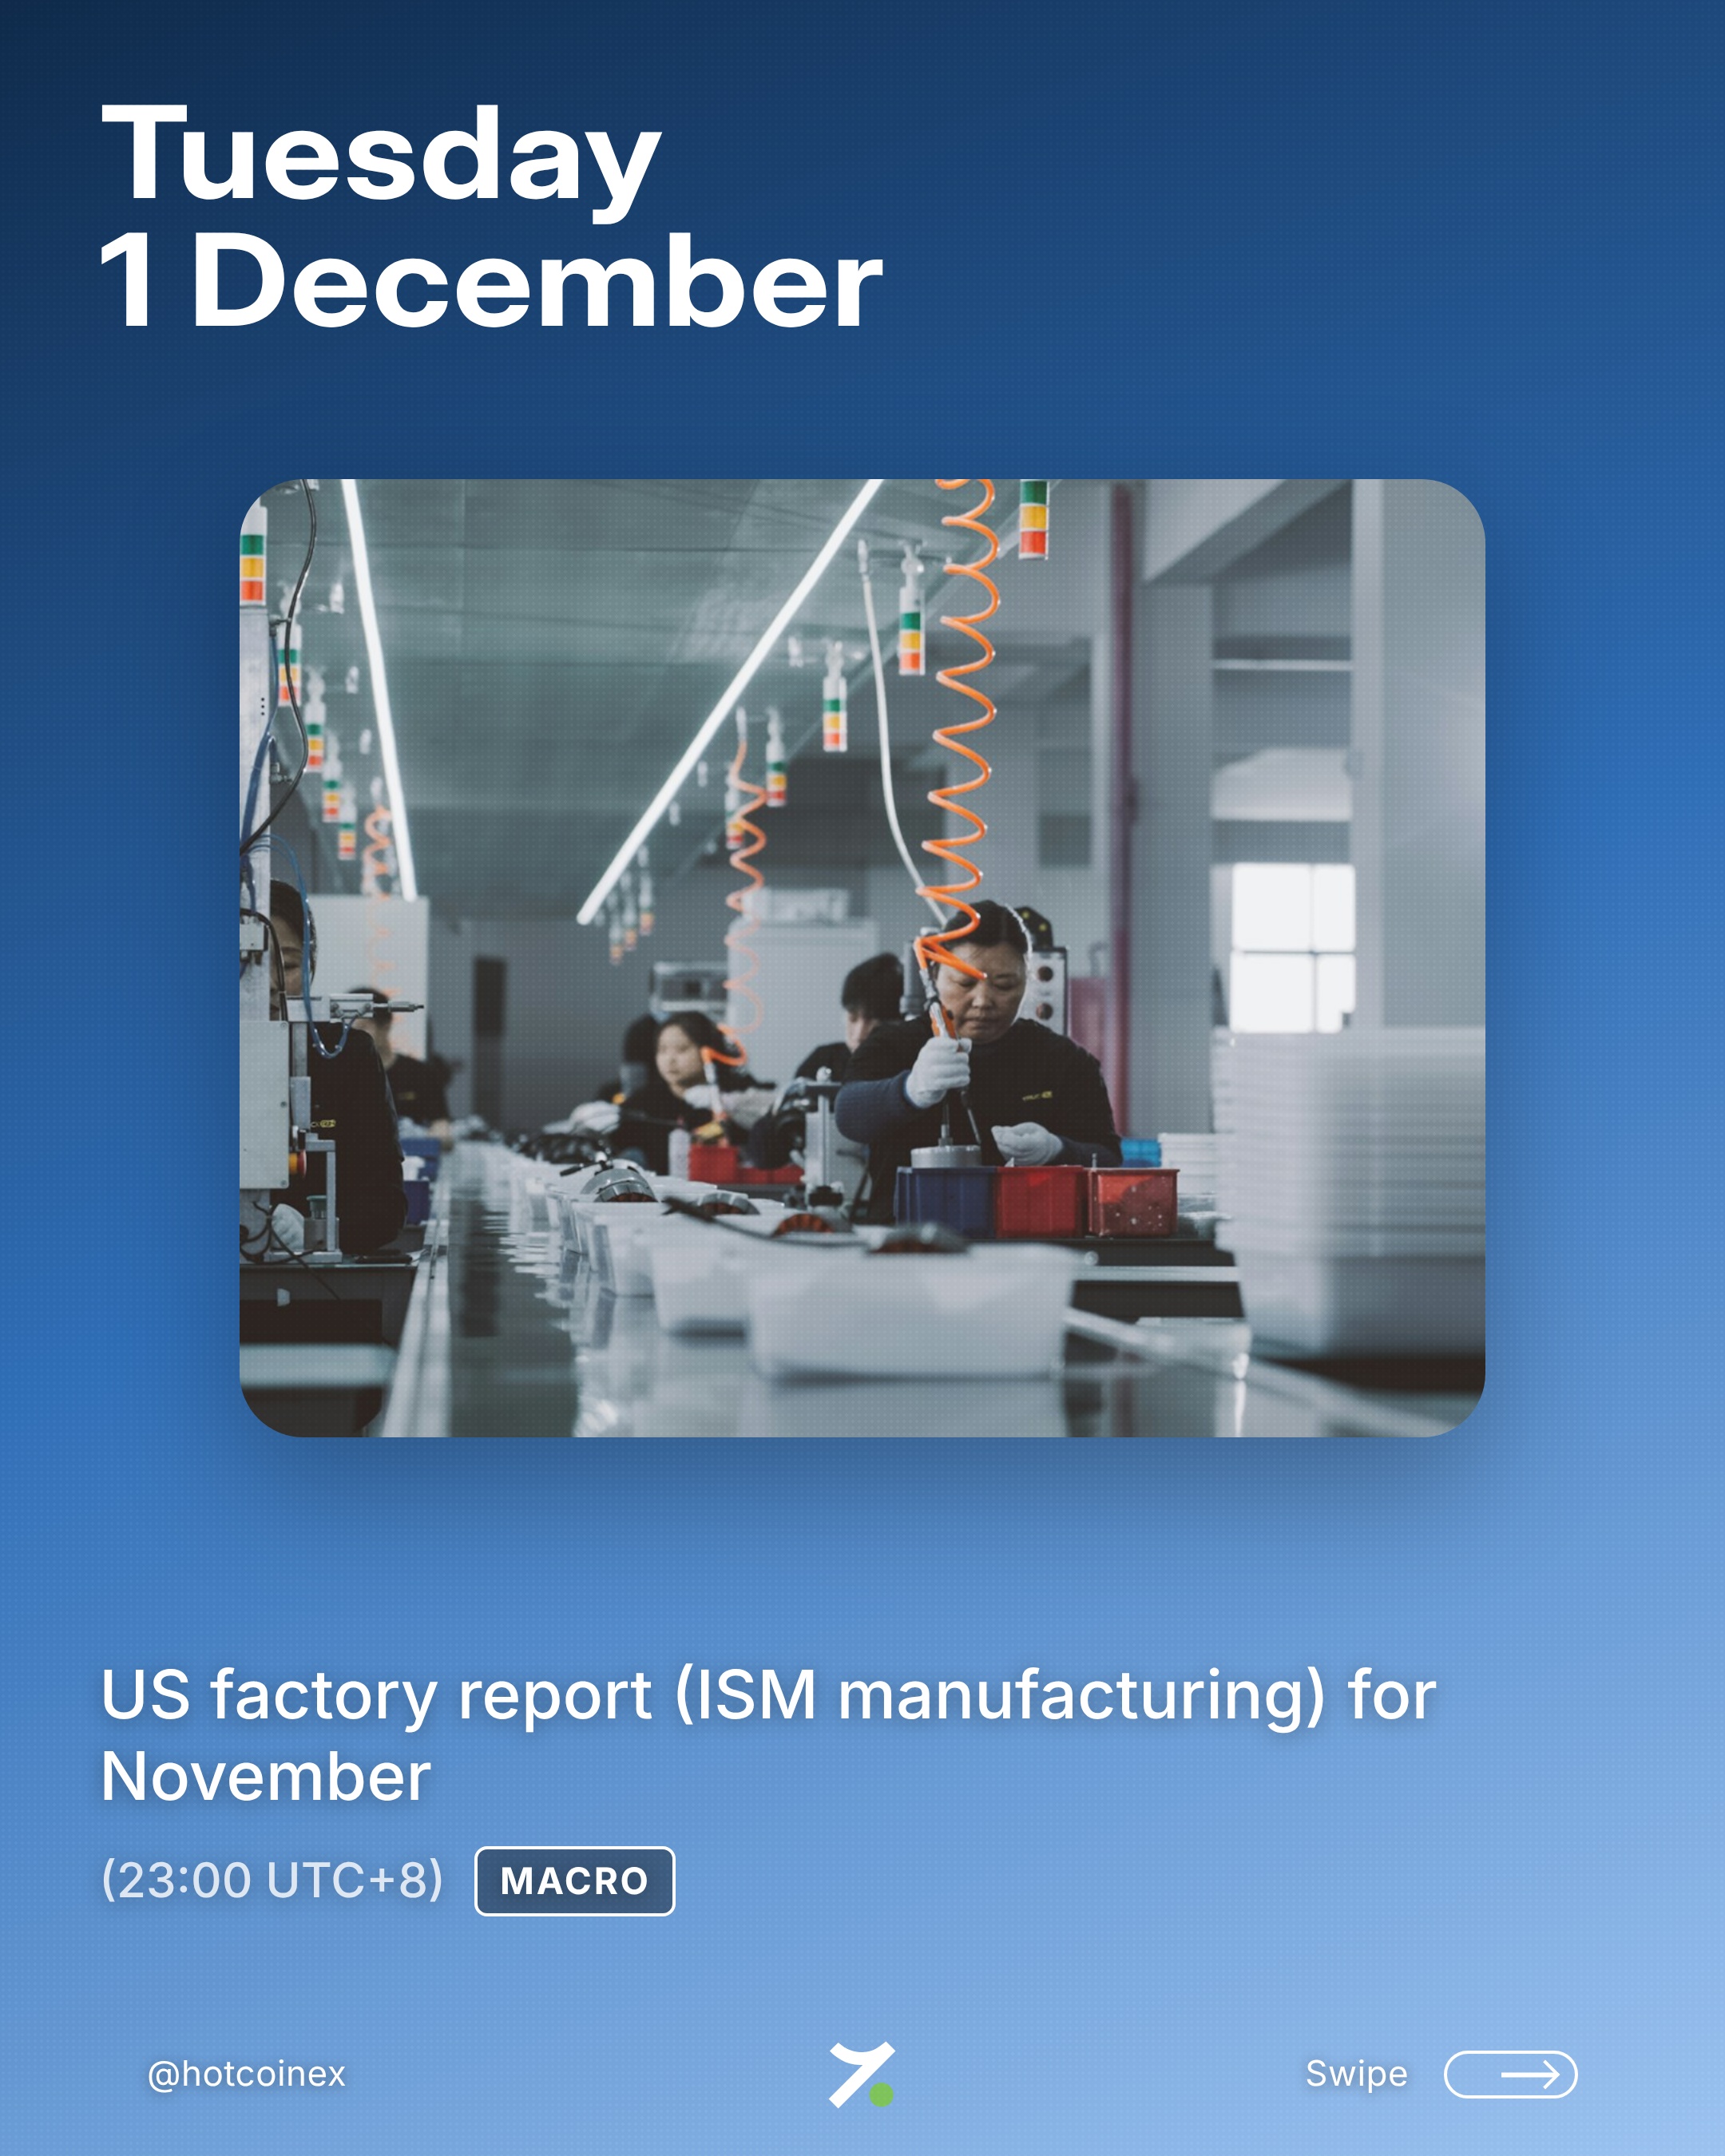 Tuesday
1 December
US factory report (ISM manufacturing) for
November
(23:00 UTC+8) MACRO
@hotcoinex
Swipe